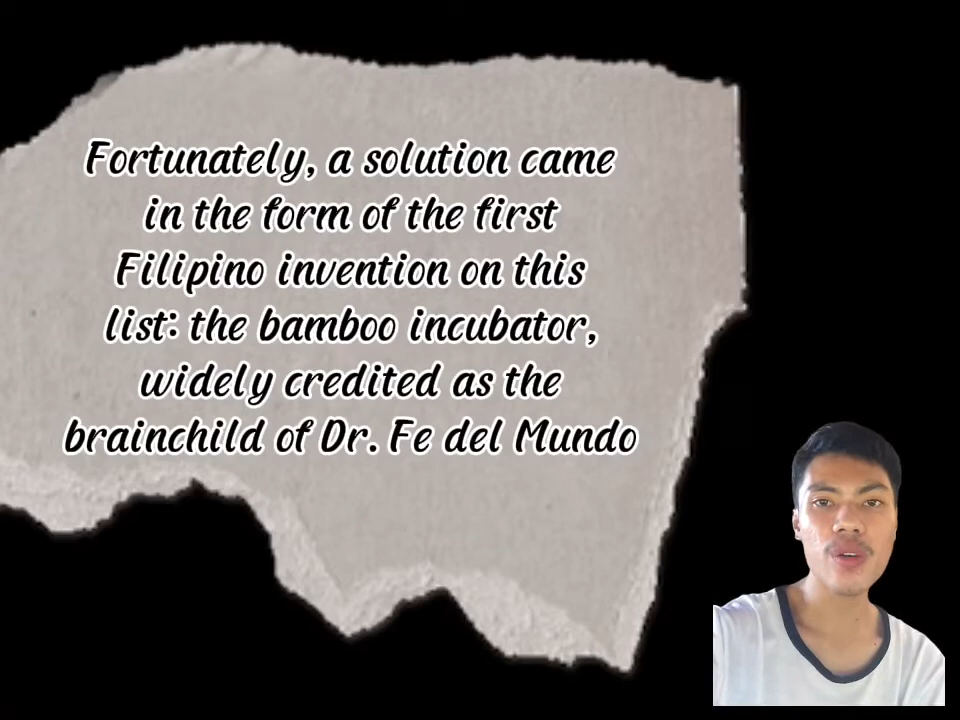 Fortunately, a solution came
in the form of the first
Filipino invention on this
list: the bamboo incubator,
widely credited as the
brainchild of Dr. Fe del Mundo